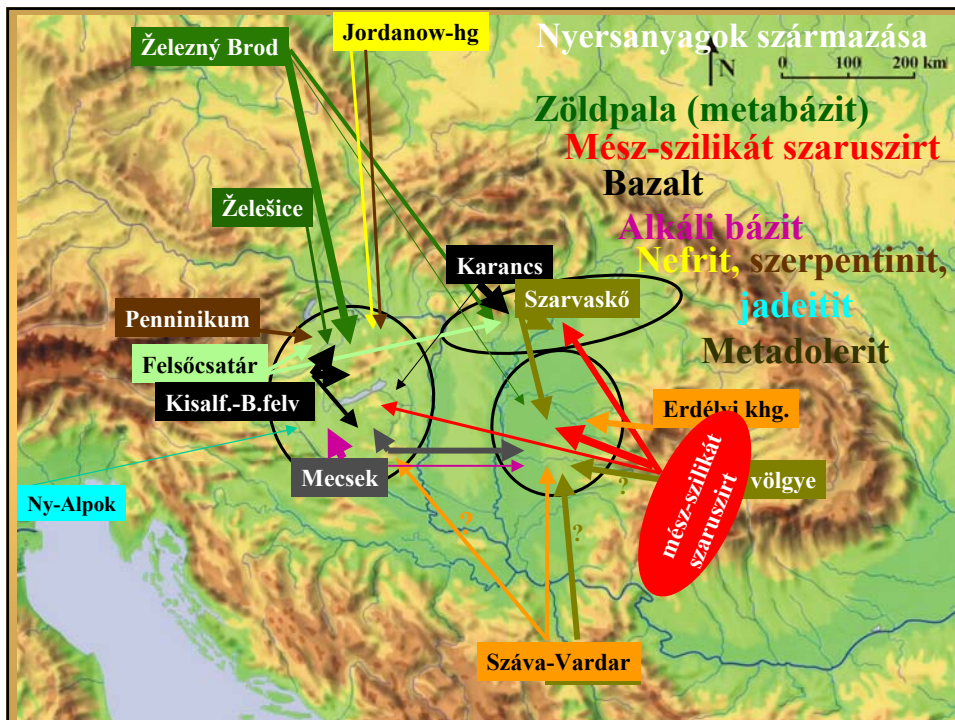 Nyersanyagok származása
N
0 100 200 km
Zöldpala (metabázit)
Mész-szilikát szaruszirt
Bazalt
Alkáli bázit
Nefrit, szerpentinit,
jadeitit
Metadolerit
Železný Brod
Jordanow-hg
Želešice
Karancs
Szarvaskő
Penninikum
Felsőcsatár
Kisalf.-B.felv
Erdélyi khg.
Mecsek
völgye
mész-szilikát
szaruszirt
Ny-Alpok
?
?
?
Száva-Vardar